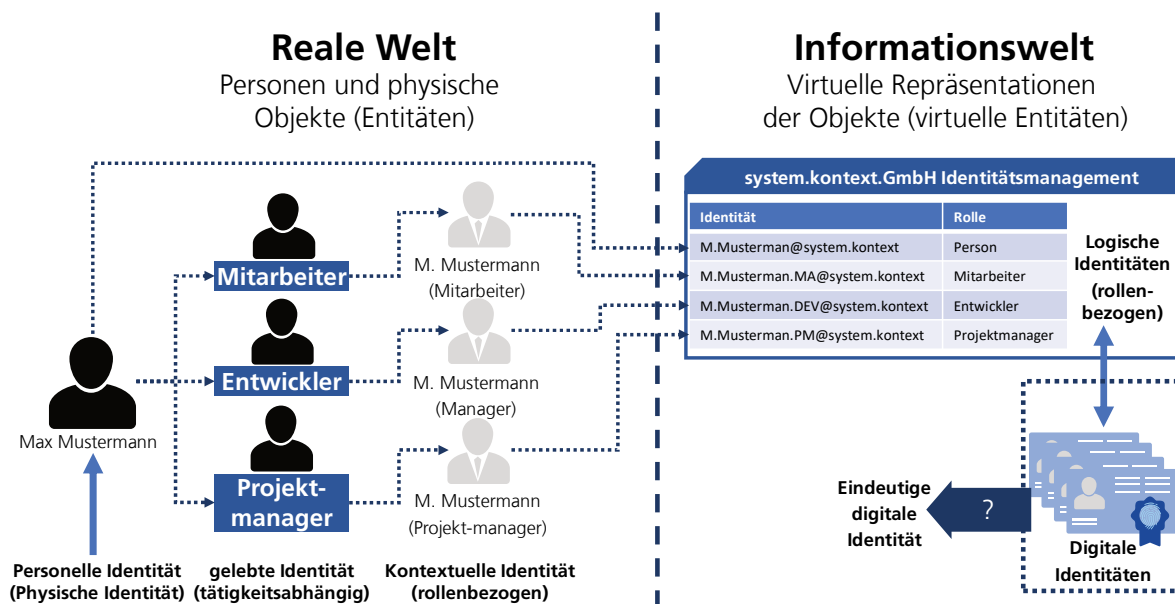 Reale Welt
Personen und physische
Objekte (Entitäten)
Informationswelt
Virtuelle Repräsentationen
der Objekte (virtuelle Entitäten)
Max Mustermann
Mitarbeiter
Entwickler
Projekt-
manager
M. Mustermann
(Mitarbeiter)
M. Mustermann
(Manager)
M. Mustermann
(Projekt-manager)
Personelle Identität
(Physische Identität)
gelebte Identität
(tätigkeitsabhängig)
Kontextuelle Identität
(rollenbezogen)
system.kontext.GmbH Identitätsmanagement
Identität Rolle
M.Musterman@system.kontext Person
M.Musterman.MA@system.kontext Mitarbeiter
M.Musterman.DEV@system.kontext Entwickler
M.Musterman.PM@system.kontext Projektmanager
Logische
Identitäten
(rollen-
bezogen)
Eindeutige
digitale
Identität
?
Digitale
Identitäten